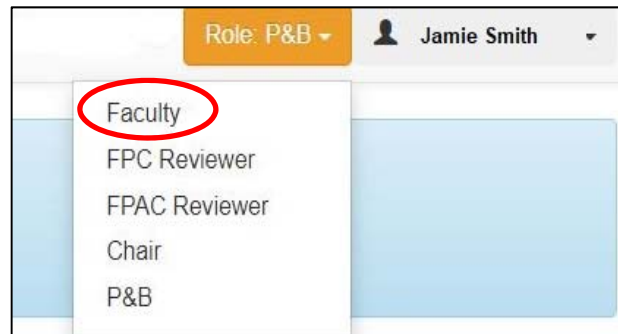 Role: P&B Jamie Smith
Faculty
FPC Reviewer
FPAC Reviewer
Chair
P&B